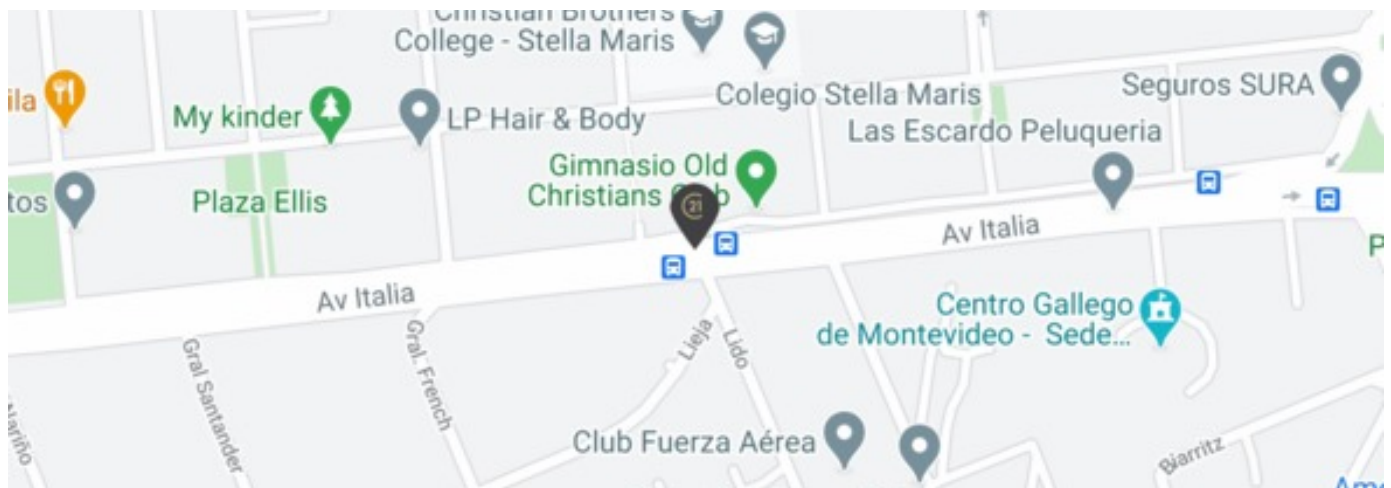 Christian Brothers
College - Stella Maris
Colegio Stella Maris
Seguros SURA
ila
My kinder
LP Hair & Body
Las Escardo Peluqueria
Gimnasio Old
Christians
tos
Plaza Ellis
21
Av Italia
Av Italia
P
Centro Gallego
de Montevideo - Sede...
Gral. French
Lieja
Lido
Gral Santander
Nariño
Club Fuerza Aérea
Biarritz